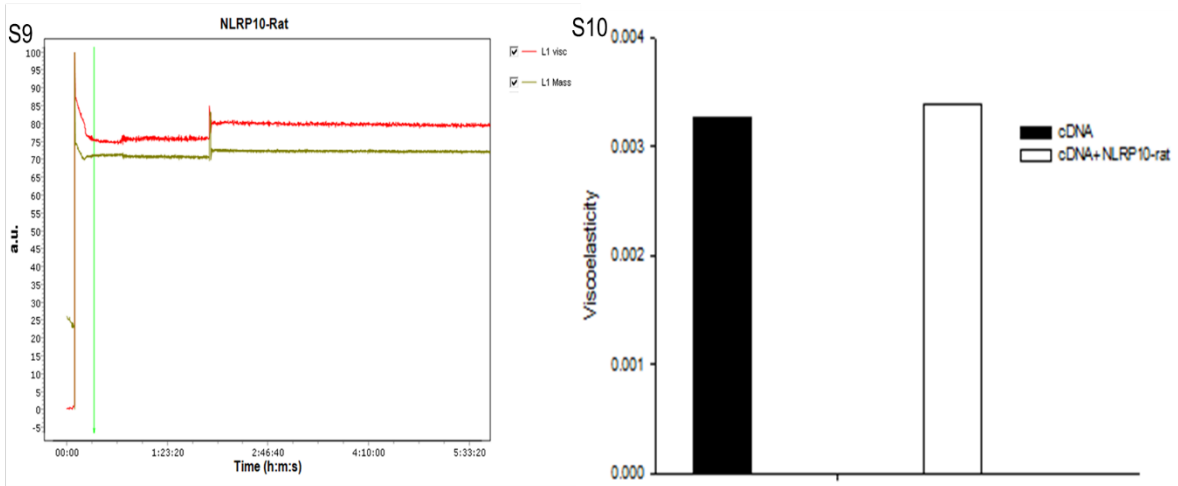 S9
NLRP10-Rat
L1 visc
L1 Mass
100
95
90
85
80
75
70
65
60
55
50
45
40
35
30
25
20
15
10
5
0
-5
a.u.
00:00 1:23:20 2:46:40 4:10:00 5:33:20
Time (h:m:s)
S10
0.004
0.003
0.002
0.001
0.000
Viscoelasticity
cDNA
cDNA+NLRP10-rat